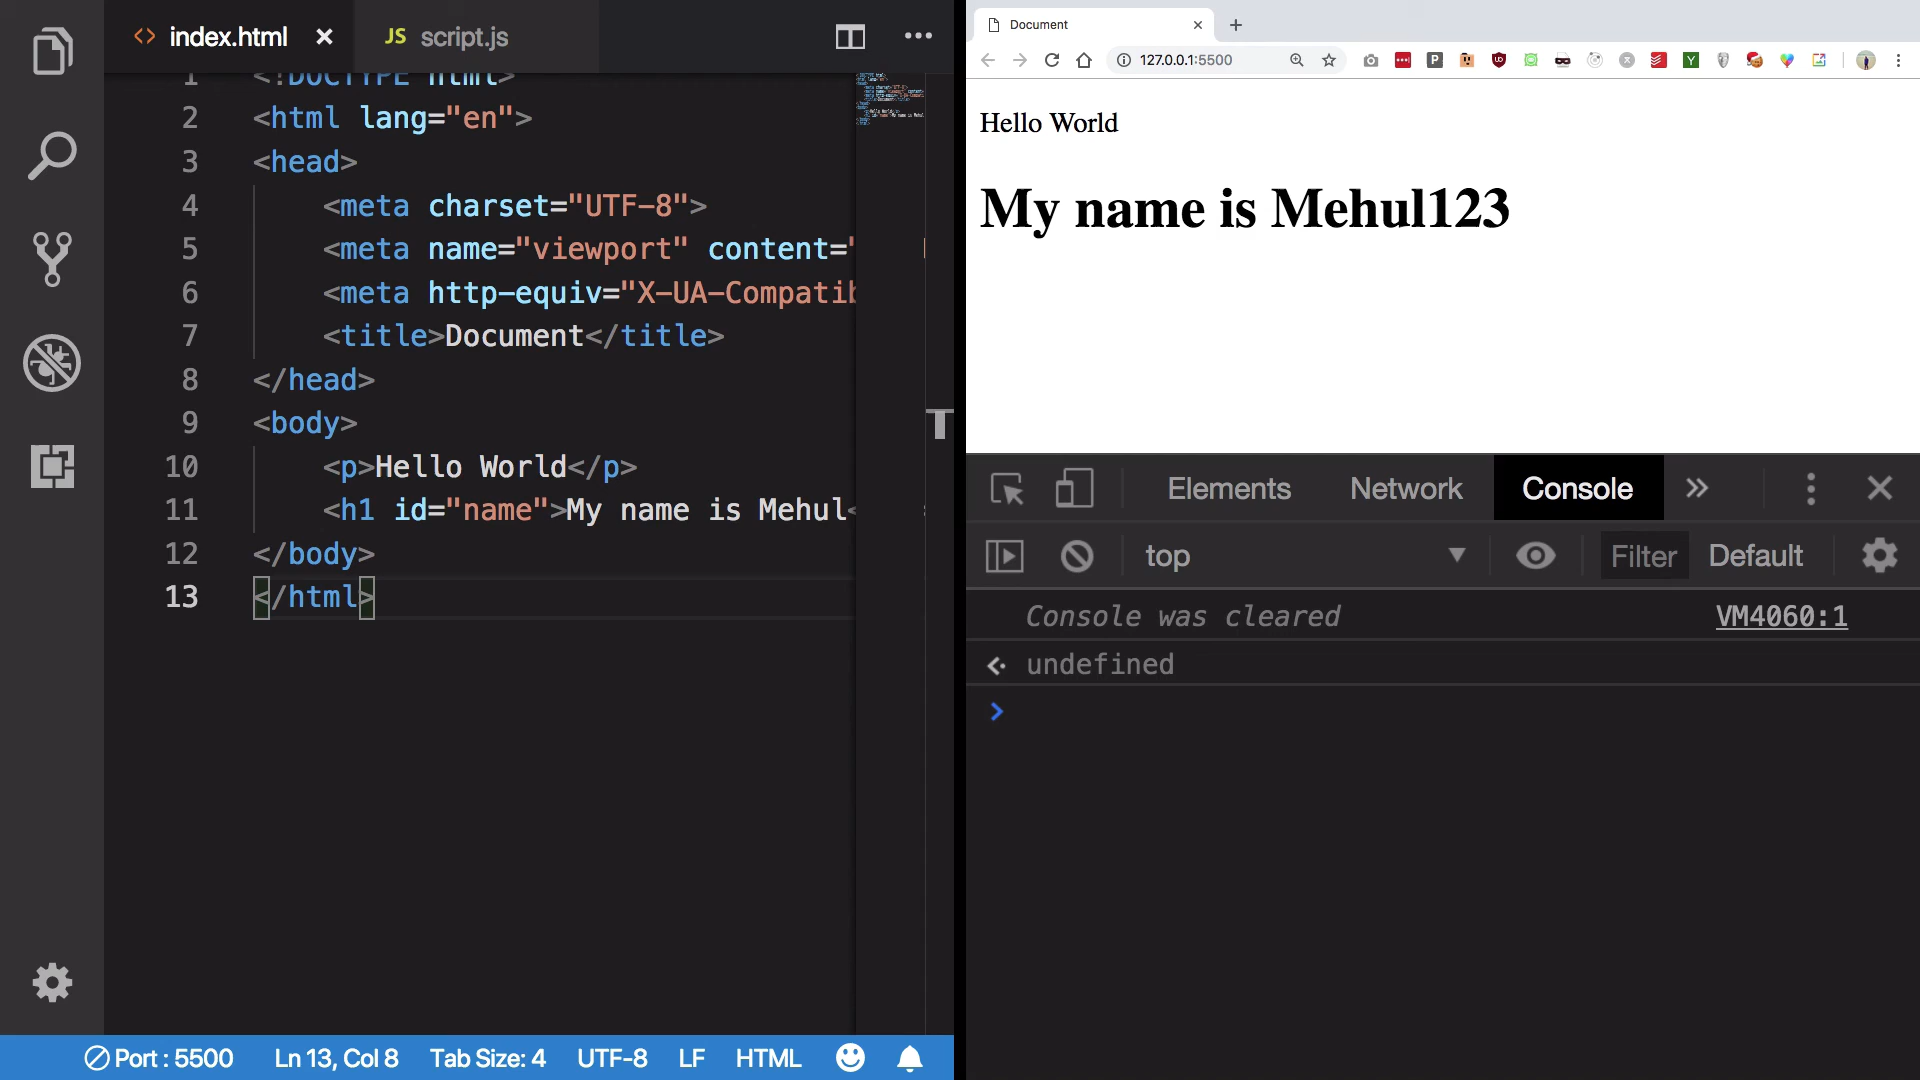 index.html
JS script.js
1 <!DOCTYPE html>
2 <html lang="en">
3 <head>
4 <meta charset="UTF-8">
5 <meta name="viewport" content="
6 <meta http-equiv="X-UA-Compatib
7 <title>Document</title>
8 </head>
9 <body>
10 <p>Hello World</p>
11 <h1 id="name">My name is Mehul<
12 </body>
13 </html>
Port : 5500 Ln 13, Col 8 Tab Size: 4 UTF-8 LF HTML
Document
127.0.0.1:5500
Hello World
My name is Mehul123
Elements Network Console
top Filter Default
Console was cleared VM4060:1
undefined